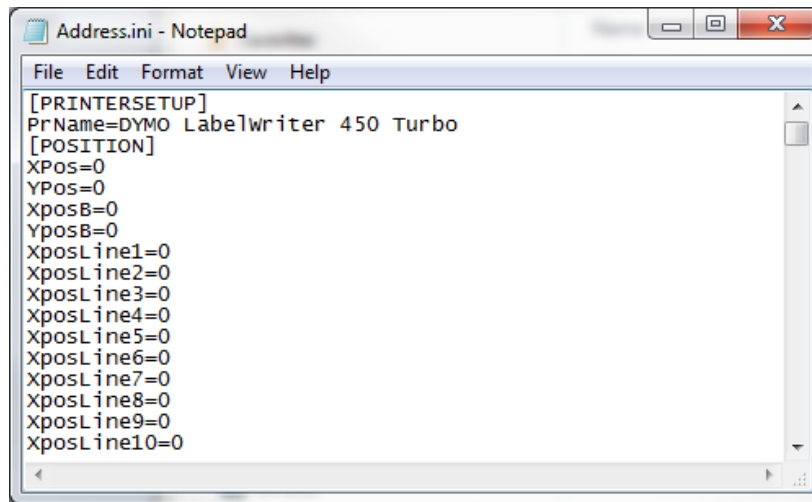 Address.ini - Notepad
File Edit Format View Help
[PRINTERSETUP]
PrName=DYMO LabelWriter 450 Turbo
[POSITION]
XPos=0
YPos=0
XposB=0
YposB=0
XposLine1=0
XposLine2=0
XposLine3=0
XposLine4=0
XposLine5=0
XposLine6=0
XposLine7=0
XposLine8=0
XposLine9=0
XposLine10=0